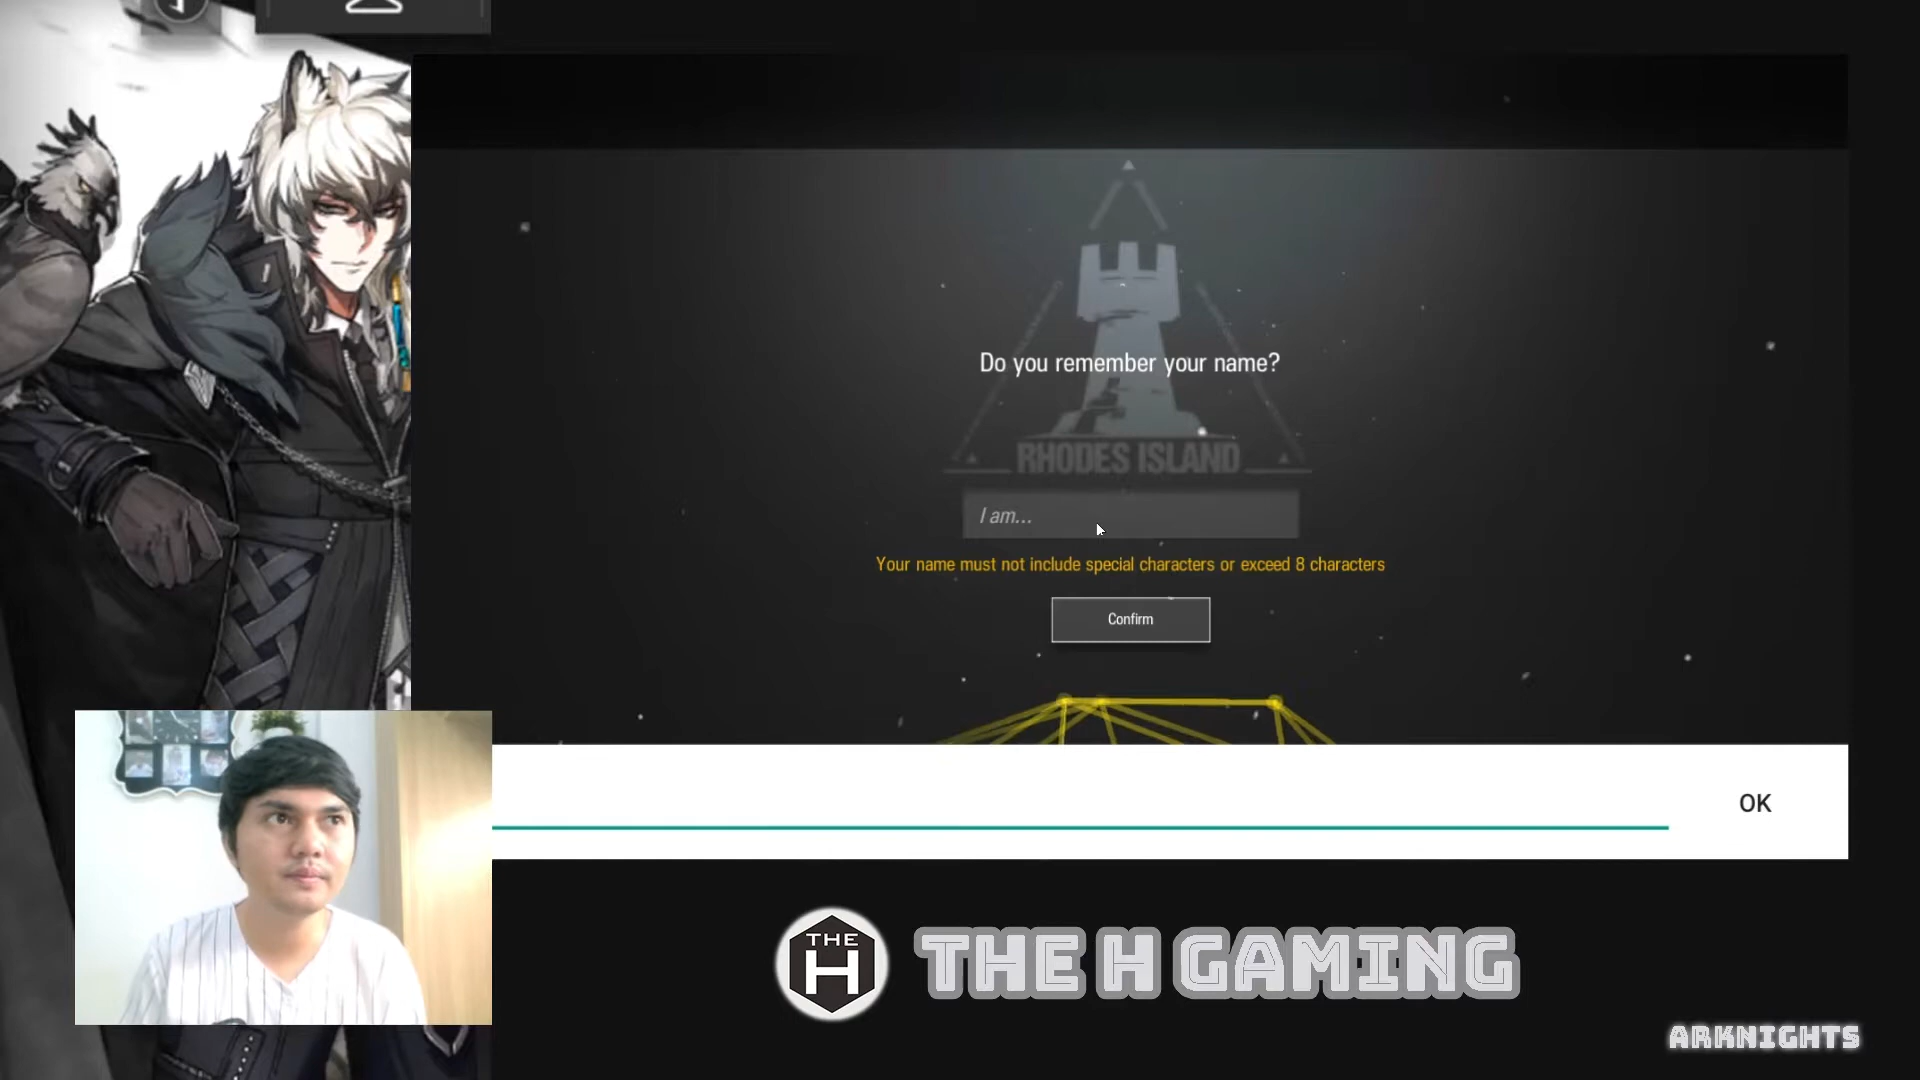 Do you remember your name?
RHODES ISLAND
I am...
Your name must not include special characters or exceed 8 characters
Confirm
OK
THE
H
THE H GAMING
ARKNIGHTS